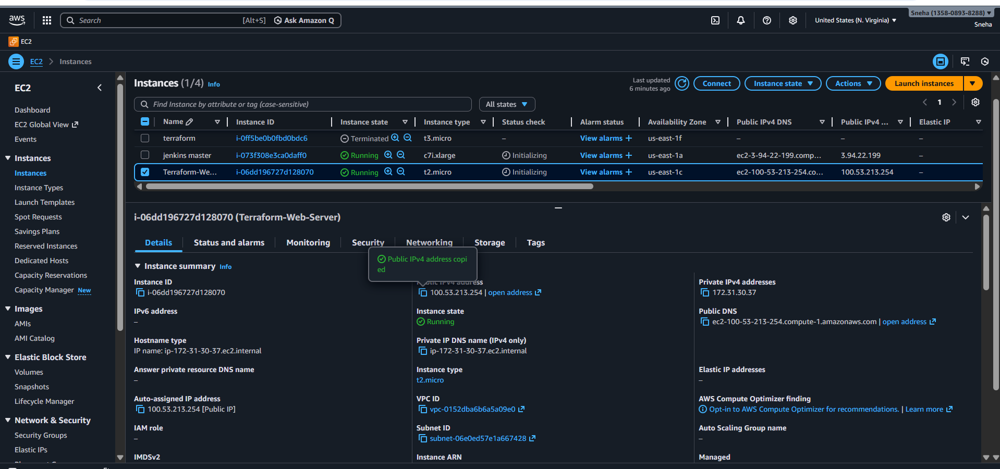 aws
Search [Alt+S] Ask Amazon Q
United States (N. Virginia)
Sneha (1358-0893-8288)
Sneha
EC2
EC2 Instances
EC2
Dashboard
EC2 Global View
Events
Instances
Instances
Instance Types
Launch Templates
Spot Requests
Savings Plans
Reserved Instances
Dedicated Hosts
Capacity Reservations
Capacity Manager New
Images
AMIs
AMI Catalog
Elastic Block Store
Volumes
Snapshots
Lifecycle Manager
Network & Security
Security Groups
Elastic IPs
Instances (1/4) Info
Last updated
6 minutes ago
Connect
Instance state
Actions
Launch instances
Find Instance by attribute or tag (case-sensitive)
All states
1
Name Instance ID Instance state Instance type Status check Alarm status Availability Zone Public IPv4 DNS Public IPv4 ... Elastic IP
terraform i-0ff5be0b0fbd0bdc6 Terminated t3.micro – View alarms + us-east-1f – – –
jenkins master i-073f308e3ca0daff0 Running c7i.xlarge Initializing View alarms + us-east-1a ec2-3-94-22-199.comp... 3.94.22.199 –
Terraform-We... i-06dd196727d128070 Running t2.micro Initializing View alarms + us-east-1c ec2-100-53-213-254.co... 100.53.213.254 –
i-06dd196727d128070 (Terraform-Web-Server)
Details Status and alarms Monitoring Security Networking Storage Tags
Public IPv4 address copi
ed
Instance summary Info
Instance ID
i-06dd196727d128070
Public IPv4 address
100.53.213.254 | open address
Private IPv4 addresses
172.31.30.37
IPv6 address
–
Instance state
Running
Public DNS
ec2-100-53-213-254.compute-1.amazonaws.com | open address
Hostname type
IP name: ip-172-31-30-37.ec2.internal
Private IP DNS name (IPv4 only)
ip-172-31-30-37.ec2.internal
Answer private resource DNS name
–
Instance type
t2.micro
Elastic IP addresses
–
Auto-assigned IP address
100.53.213.254 [Public IP]
VPC ID
vpc-0152dba6b6a5a09e0
AWS Compute Optimizer finding
Opt-in to AWS Compute Optimizer for recommendations. | Learn more
IAM role
–
Subnet ID
subnet-06e0ed57e1a667428
Auto Scaling Group name
–
IMDSv2
Instance ARN
Managed